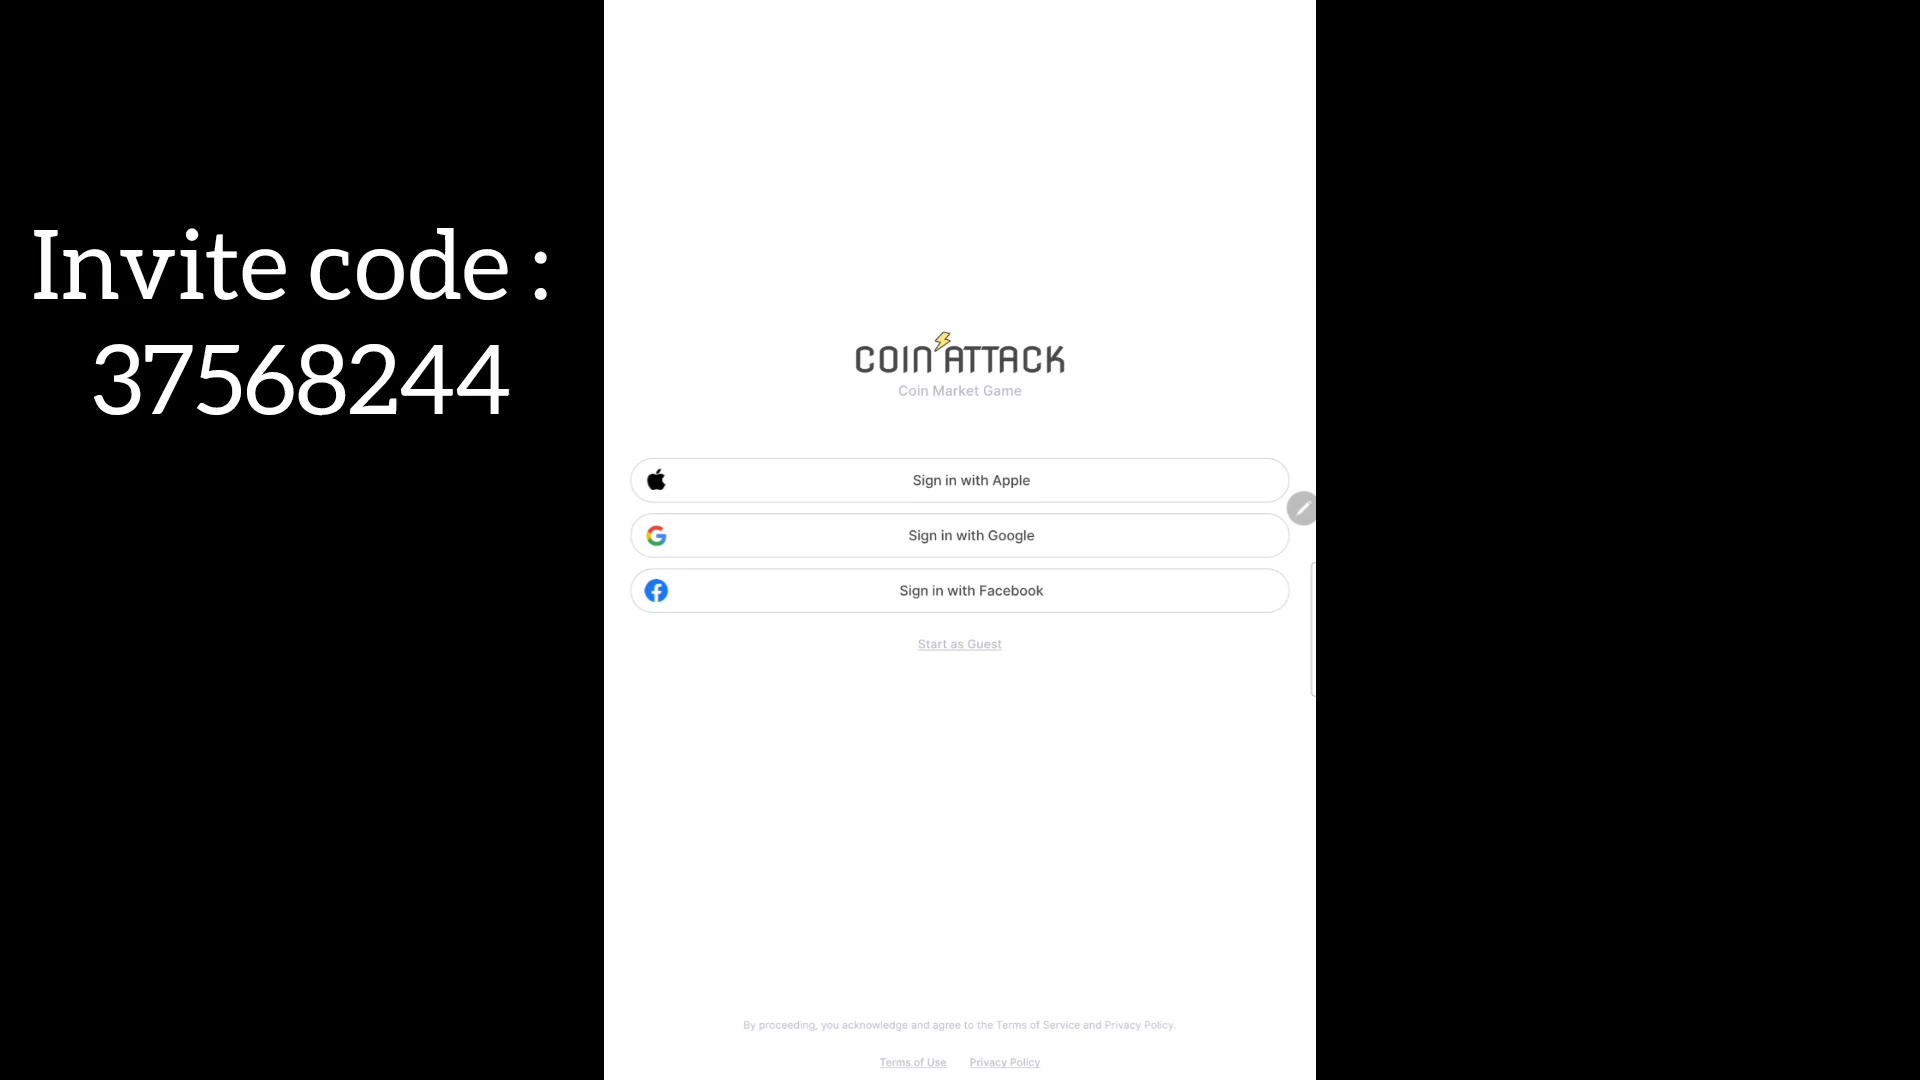 Invite code :
37568244
COIN ATTACK
Coin Market Game
Sign in with Apple
Sign in with Google
Sign in with Facebook
Start as Guest
By proceeding, you acknowledge and agree to the Terms of Service and Privacy Policy.
Terms of Use Privacy Policy